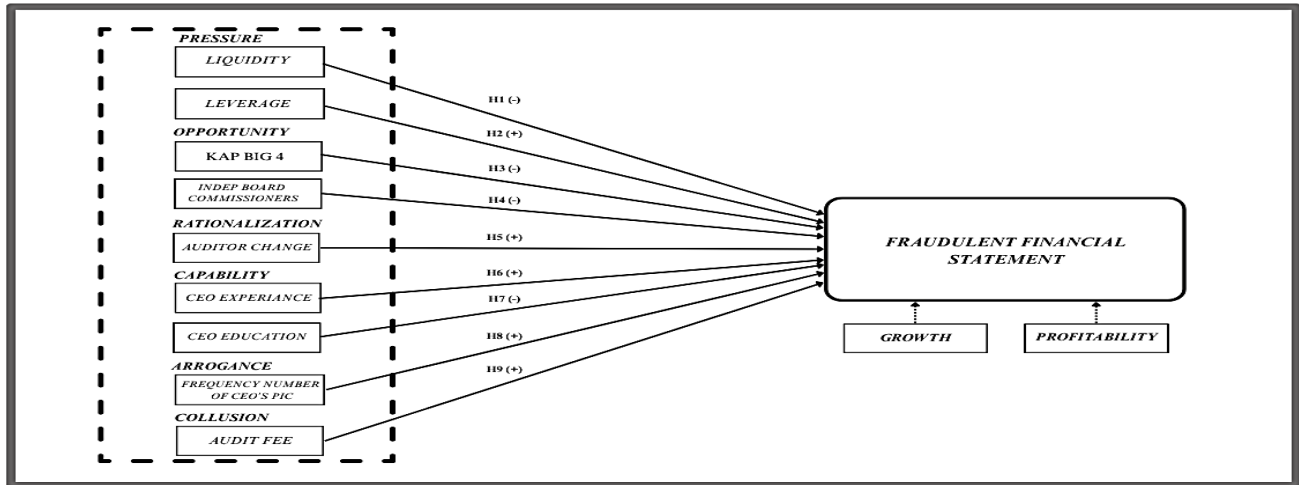 PRESSURE
LIQUIDITY
LEVERAGE
OPPORTUNITY
KAP BIG 4
INDEP BOARD
COMMISSIONERS
RATIONALIZATION
AUDITOR CHANGE
CAPABILITY
CEO EXPERIANCE
CEO EDUCATION
ARROGANCE
FREQUENCY NUMBER
OF CEO'S PIC
COLLUSION
AUDIT FEE
H1 (-)
H2 (+)
H3 (-)
H4 (-)
H5 (+)
H6 (+)
H7 (-)
H8 (+)
H9 (+)
FRAUDULENT FINANCIAL
STATEMENT
GROWTH
PROFITABILITY